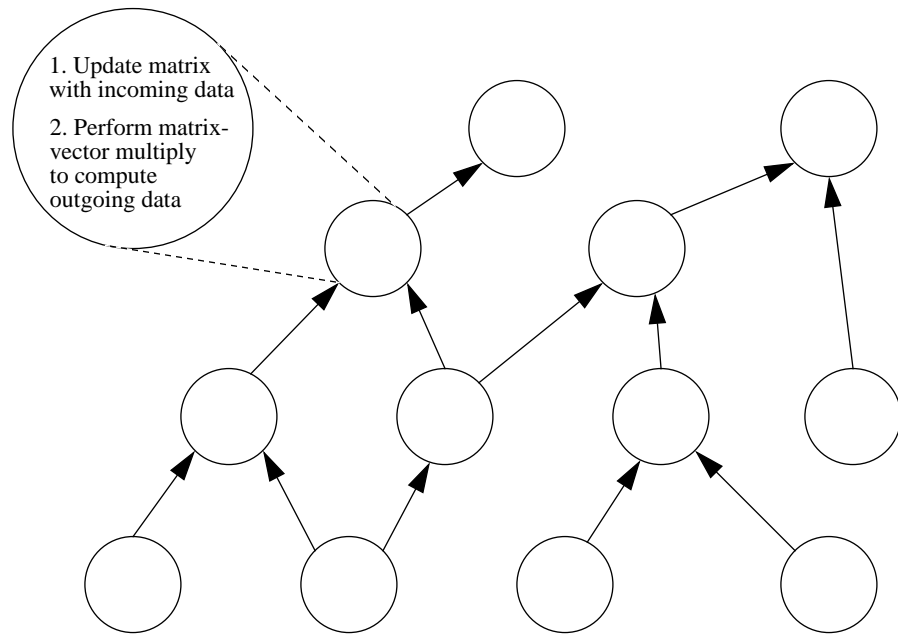 1. Update matrix
with incoming data
2. Perform matrix-
vector multiply
to compute
outgoing data